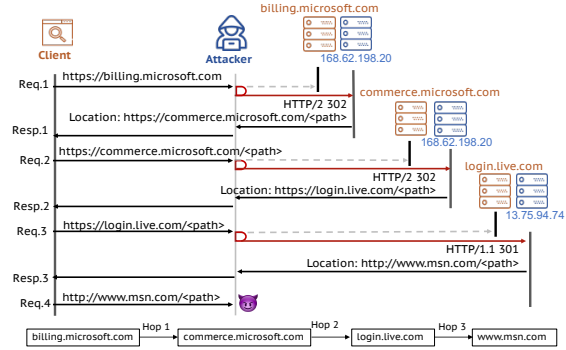 billing.microsoft.com
Client
Attacker
168.62.198.20
Req.1
https://billing.microsoft.com
HTTP/2 302
commerce.microsoft.com
Location: https://commerce.microsoft.com/<path>
Resp.1
168.62.198.20
Req.2
https://commerce.microsoft.com/<path>
HTTP/2 302
login.live.com
Location: https://login.live.com/<path>
Resp.2
13.75.94.74
https://login.live.com/<path>
Req.3
HTTP/1.1 301
Location: http://www.msn.com/<path>
Resp.3
Req.4
http://www.msn.com/<path>
billing.microsoft.com
Hop 1
commerce.microsoft.com
Hop 2
login.live.com
Hop 3
www.msn.com